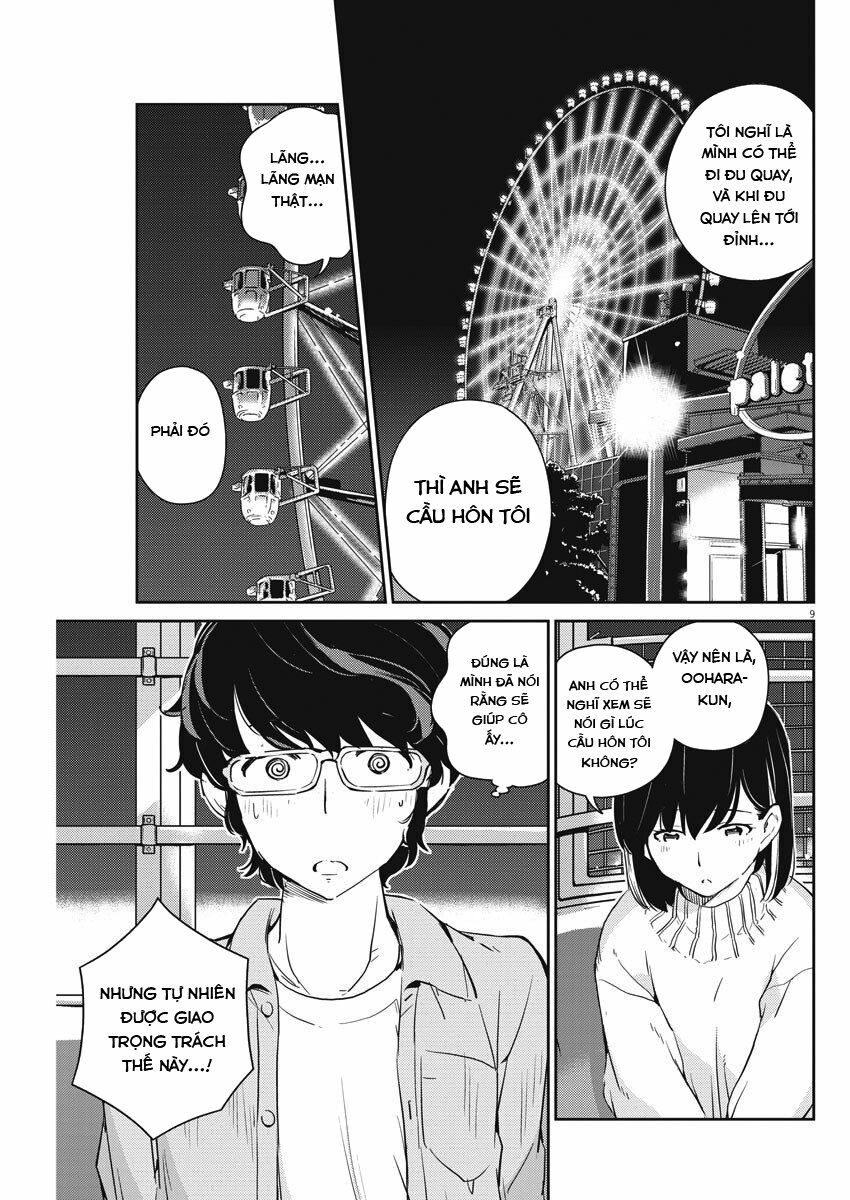 TÔI NGHĨ LÀ
MÌNH CÓ THỂ
ĐI ĐU QUAY,
VÀ KHI ĐU
QUAY LÊN TỚI
ĐỈNH...
Palet
THÌ ANH SẼ
CẦU HÔN TÔI
LÃNG...
LÃNG MẠN
THẬT...
PHẢI ĐÓ
9
VẬY NÊN LÀ,
OOHARA-
KUN,
ANH CÓ THỂ
NGHĨ XEM SẼ
NÓI GÌ LÚC
CẦU HÔN TÔI
KHÔNG?
ĐÚNG LÀ
MÌNH ĐÃ NÓI
RẰNG SẼ
GIÚP CÔ
ẤY...
NHƯNG TỰ NHIÊN
ĐƯỢC GIAO
TRỌNG TRÁCH
THẾ NÀY...!